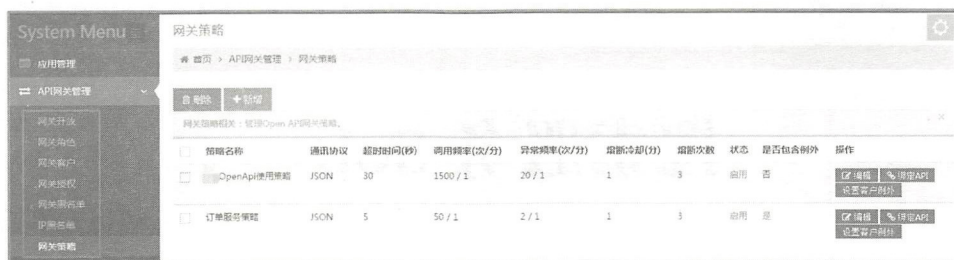 System Menu
应用管理
API网关管理
网关开放
网关角色
网关客户
网关授权
网关黑名单
IP黑名单
网关策略
网关策略
首页 > API网关管理 > 网关策略
删除 +新增
网关策略相关：管理Open API网关策略。
策略名称 通讯协议 超时时间(秒) 调用频率(次/分) 异常频率(次/分) 熔断冷却(分) 熔断次数 状态 是否包含例外 操作
OpenApi使用策略 JSON 30 1500 / 1 20 / 1 1 3 启用 否 编辑 绑定API
设置客户例外
订单服务策略 JSON 5 50 / 1 2 / 1 1 3 启用 是 编辑 绑定API
设置客户例外